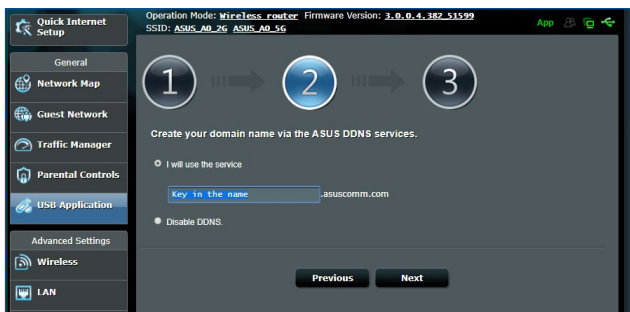 Quick Internet
Setup
Operation Mode: Wireless router Firmware Version: 3.0.0.4.382_51599
SSID: ASUS_A0_2G ASUS_A0_5G
App
General
Network Map
Guest Network
Traffic Manager
Parental Controls
USB Application
Advanced Settings
Wireless
LAN
1
2
3
Create your domain name via the ASUS DDNS services.
I will use the service
Key in the name .asuscomm.com
Disable DDNS.
Previous Next